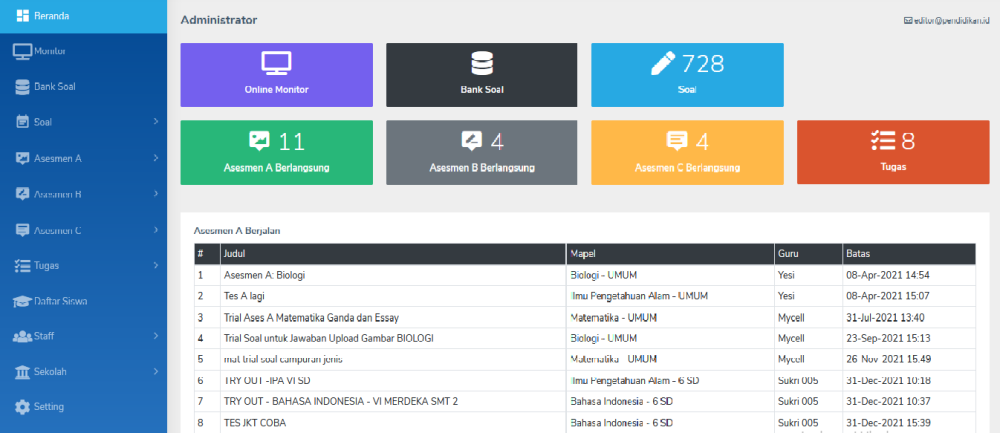 Beranda
Monitor
Bank Soal
Soal
Asesmen A
Asesmen B
Asesmen C
Tugas
Daftar Siswa
Staff
Sekolah
Setting
Administrator
editor@pendidikan.id
Online Monitor
Bank Soal
728
Soal
11
Asesmen A Berlangsung
4
Asesmen B Berlangsung
4
Asesmen C Berlangsung
8
Tugas
Asesmen A Berjalan
# Judul Mapel Guru Batas
1 Asesmen A: Biologi Biologi - UMUM Yesi 08-Apr-2021 14:54
2 Tes A lagi Ilmu Pengetahuan Alam - UMUM Yesi 08-Apr-2021 15:07
3 Trial Ases A Matematika Ganda dan Essay Matematika - UMUM Mycell 31-Jul-2021 13:40
4 Trial Soal untuk Jawaban Upload Gambar BIOLOGI Biologi - UMUM Mycell 23-Sep-2021 15:13
5 mat trial soal campuran jenis Matematika - UMUM Mycell 26-Nov-2021 15:49
6 TRY OUT -IPA VI SD Ilmu Pengetahuan Alam - 6 SD Sukri 005 31-Dec-2021 10:18
7 TRY OUT - BAHASA INDONESIA - VI MERDEKA SMT 2 Bahasa Indonesia - 6 SD Sukri 005 31-Dec-2021 10:37
8 TES JKT COBA Bahasa Indonesia - 6 SD Sukri 005 31-Dec-2021 15:39